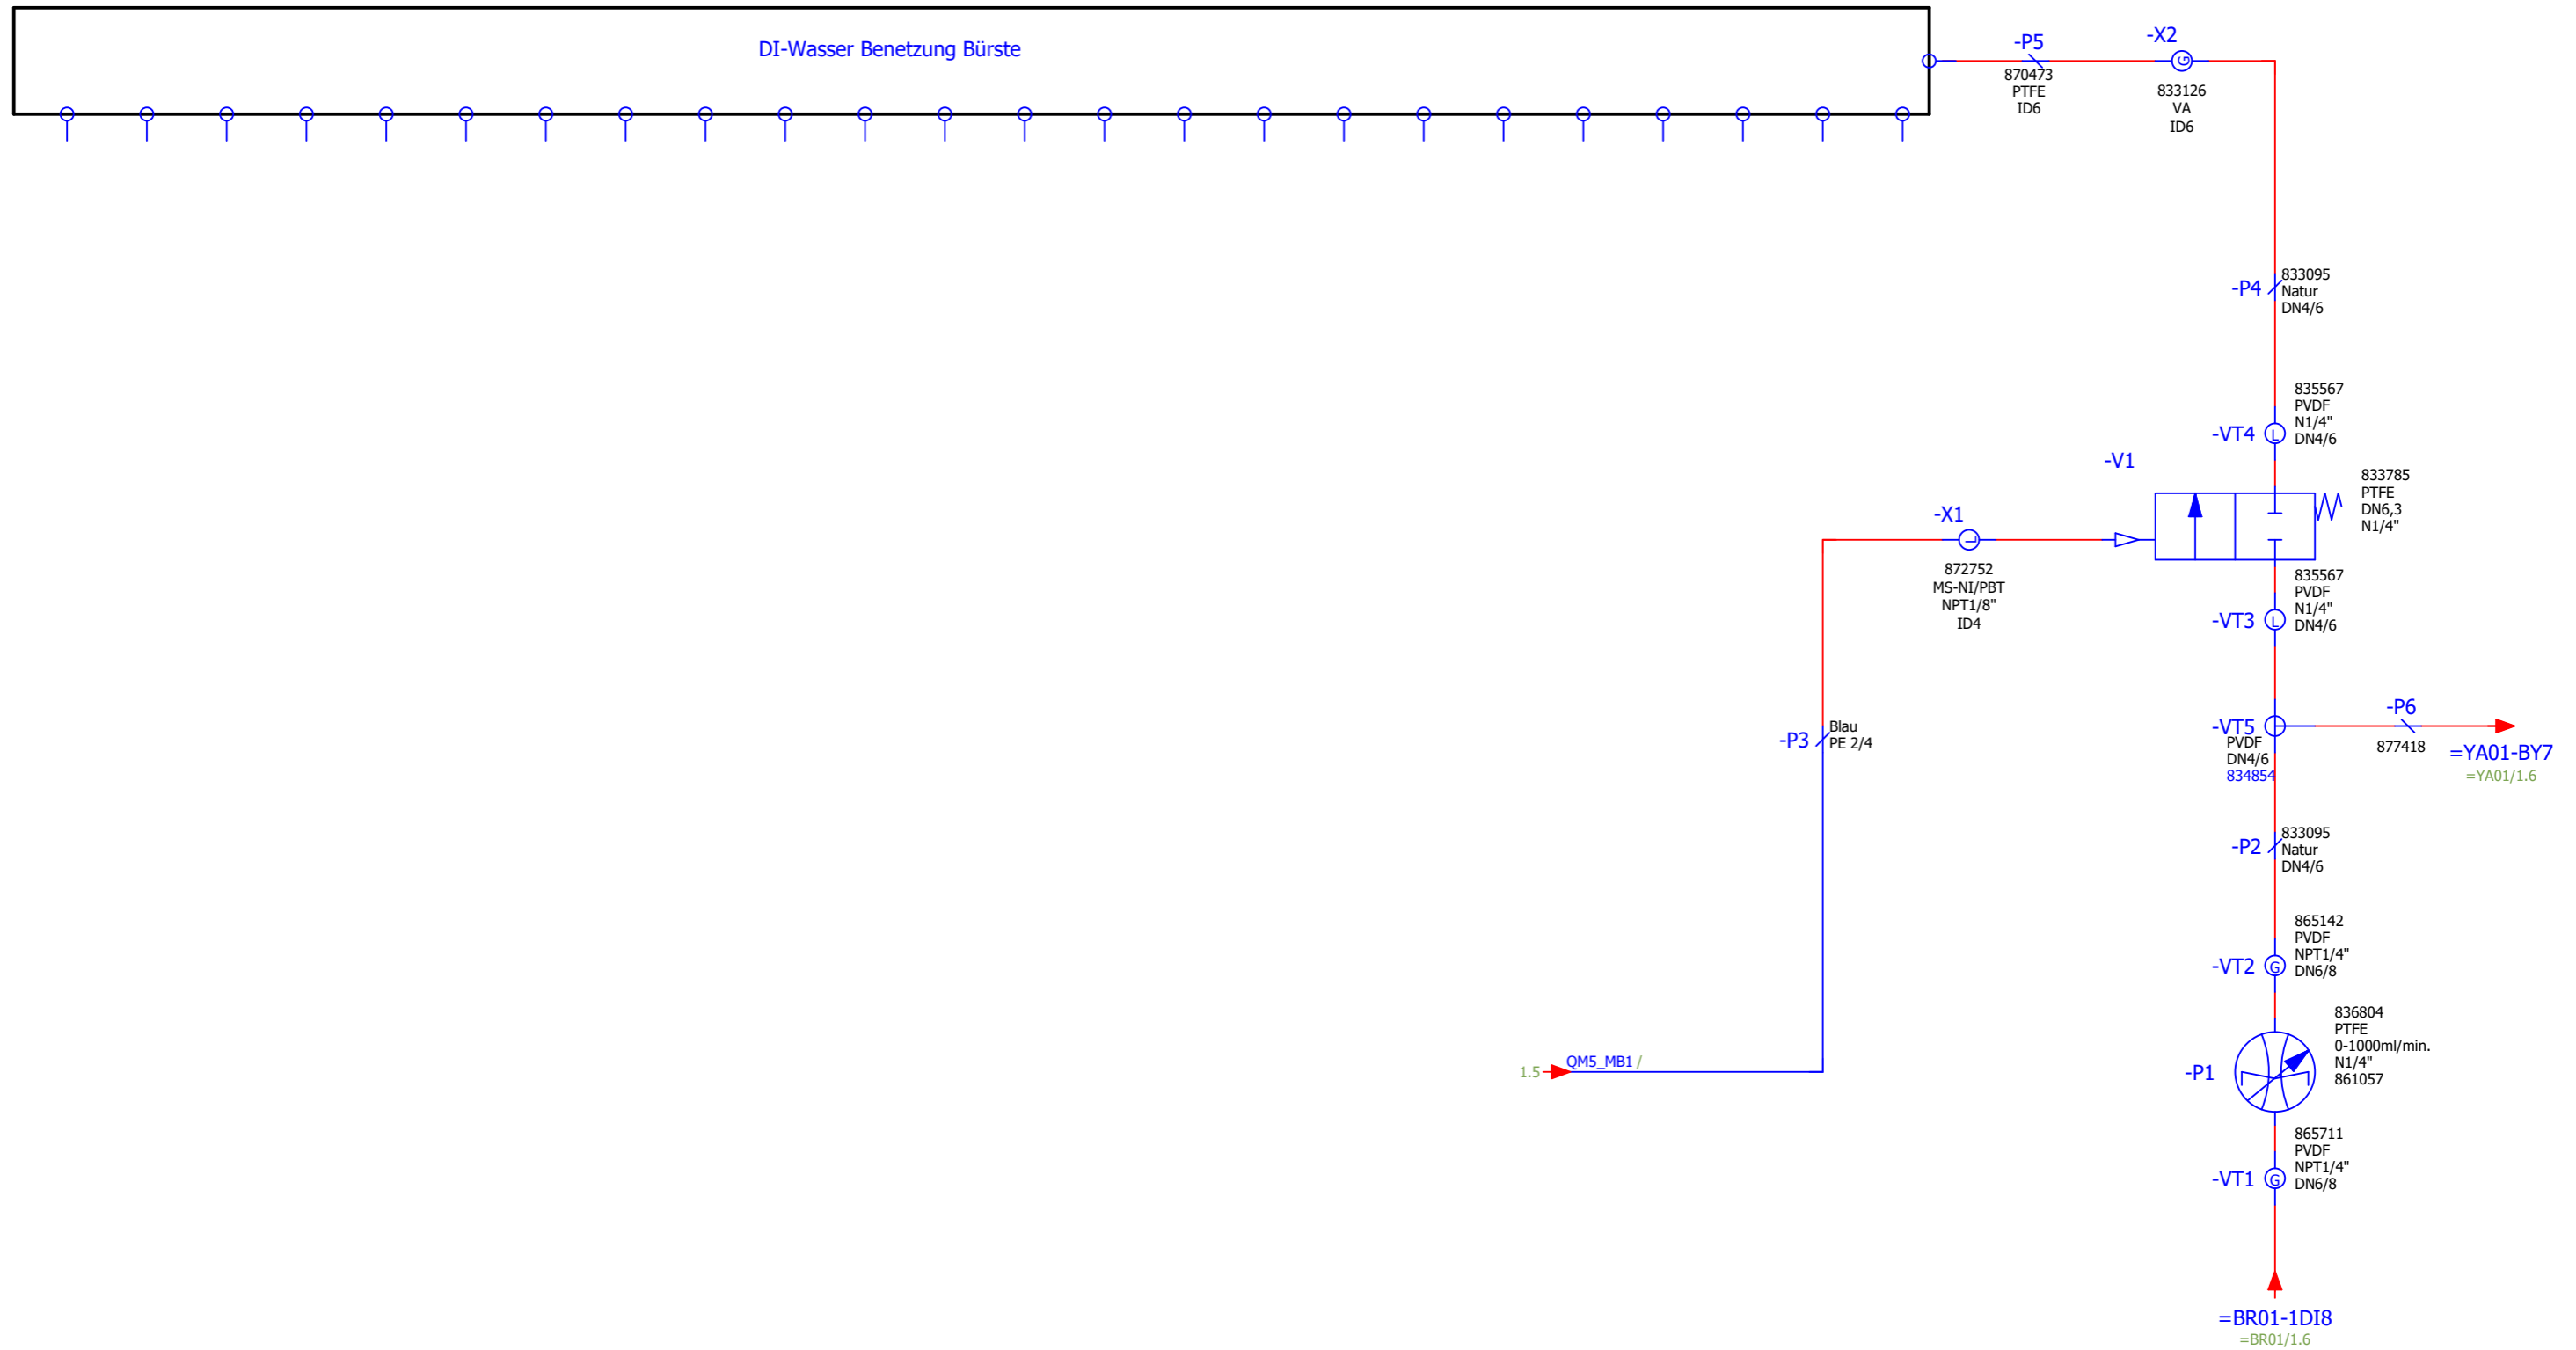 DI-Wasser Benetzung Bürste
-P5
870473
PTFE
ID6
-X2
G
833126
VA
ID6
-P4
833095
Natur
DN4/6
835567
PVDF
N1/4"
DN4/6
-VT4
L
-V1
833785
PTFE
DN6,3
N1/4"
-X1
L
872752
MS-NI/PBT
NPT1/8"
ID4
835567
PVDF
N1/4"
DN4/6
-VT3
L
-P3
Blau
PE 2/4
-VT5
PVDF
DN4/6
834854
-P6
877418
=YA01-BY7
=YA01/1.6
-P2
833095
Natur
DN4/6
865142
PVDF
NPT1/4"
DN6/8
-VT2
G
836804
PTFE
0-1000ml/min.
N1/4"
861057
-P1
1.5
QM5_MB1 /
865711
PVDF
NPT1/4"
DN6/8
-VT1
G
=BR01-1DI8
=BR01/1.6